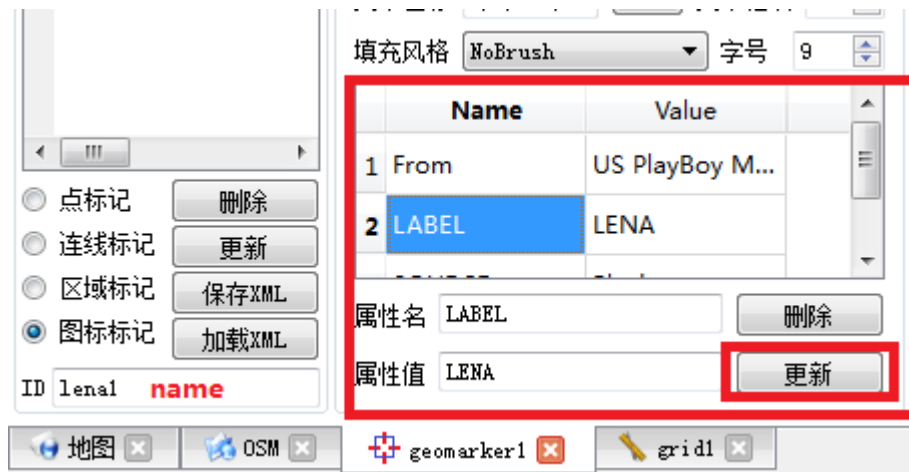 填充风格 NoBrush 字号 9
Name Value
1 From US PlayBoy M...
2 LABEL LENA
点标记 删除
连线标记 更新
区域标记 保存XML
图标标记 加载XML
ID lena1 name
属性名 LABEL 删除
属性值 LENA 更新
地图 OSM geomarker1 grid1